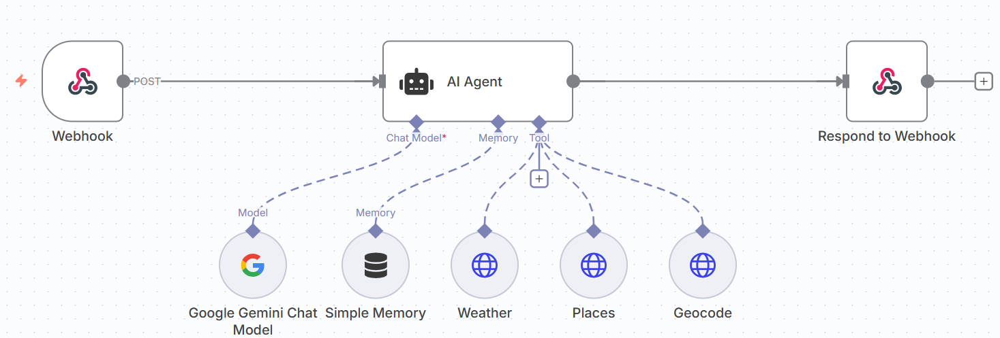 POST
AI Agent
Webhook
Chat Model*
Memory
Tool
Respond to Webhook
Model
Memory
Google Gemini Chat
Model
Simple Memory
Weather
Places
Geocode